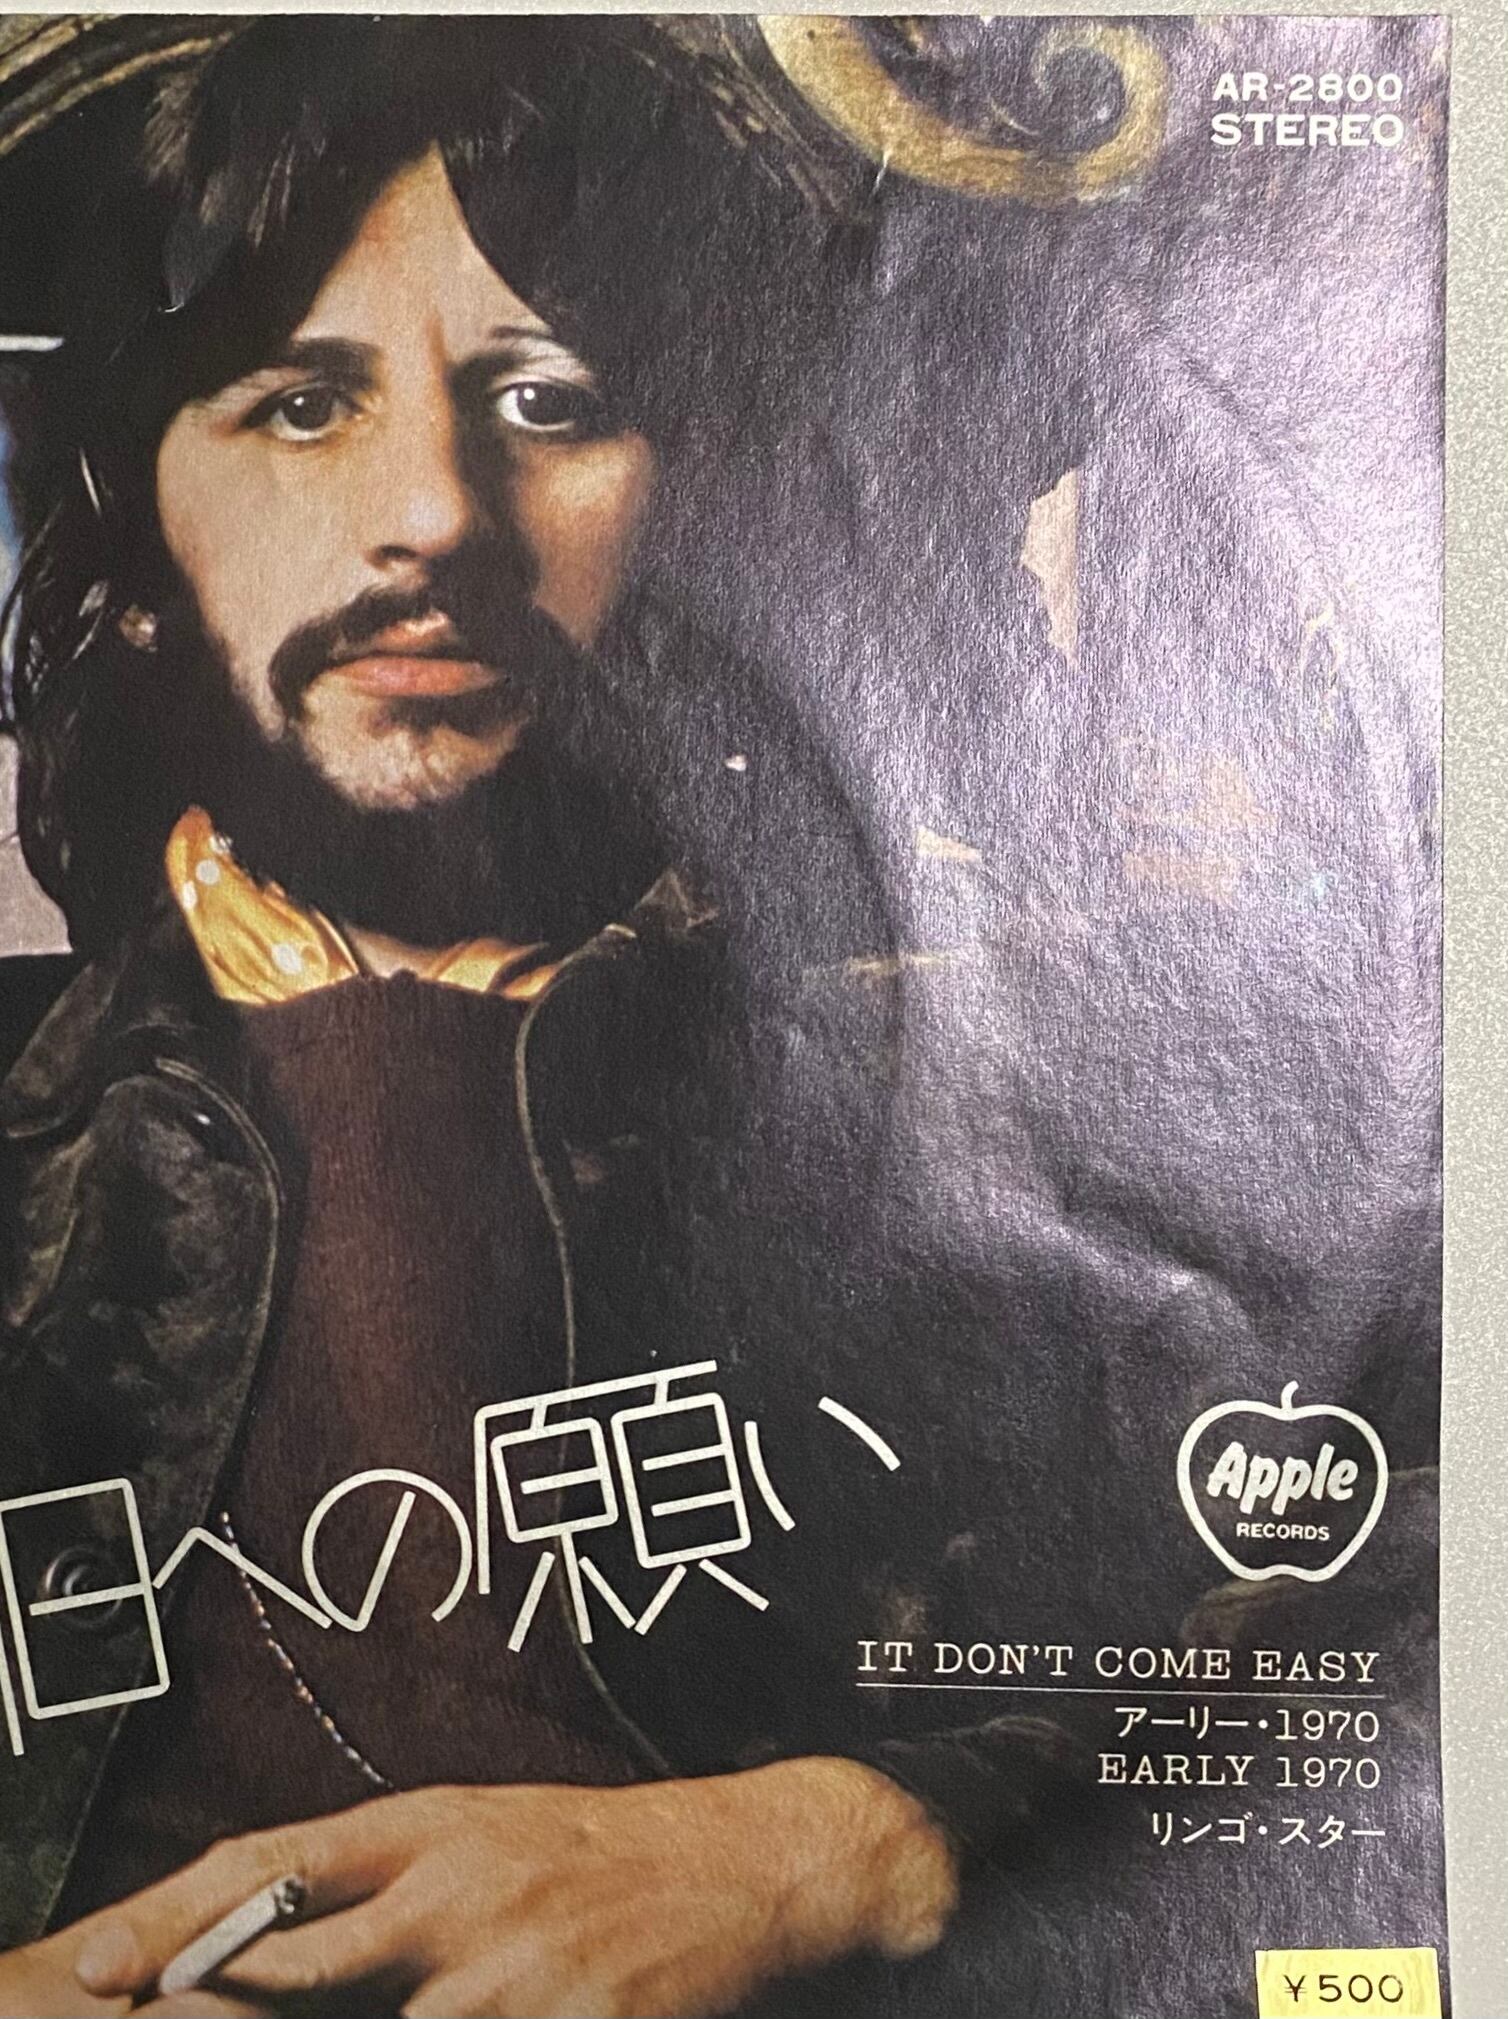 AR-2800
STEREO
日への願い
Apple
RECORDS
IT DON'T COME EASY
アーリー・1970
EARLY 1970
リンゴ・スター
¥500